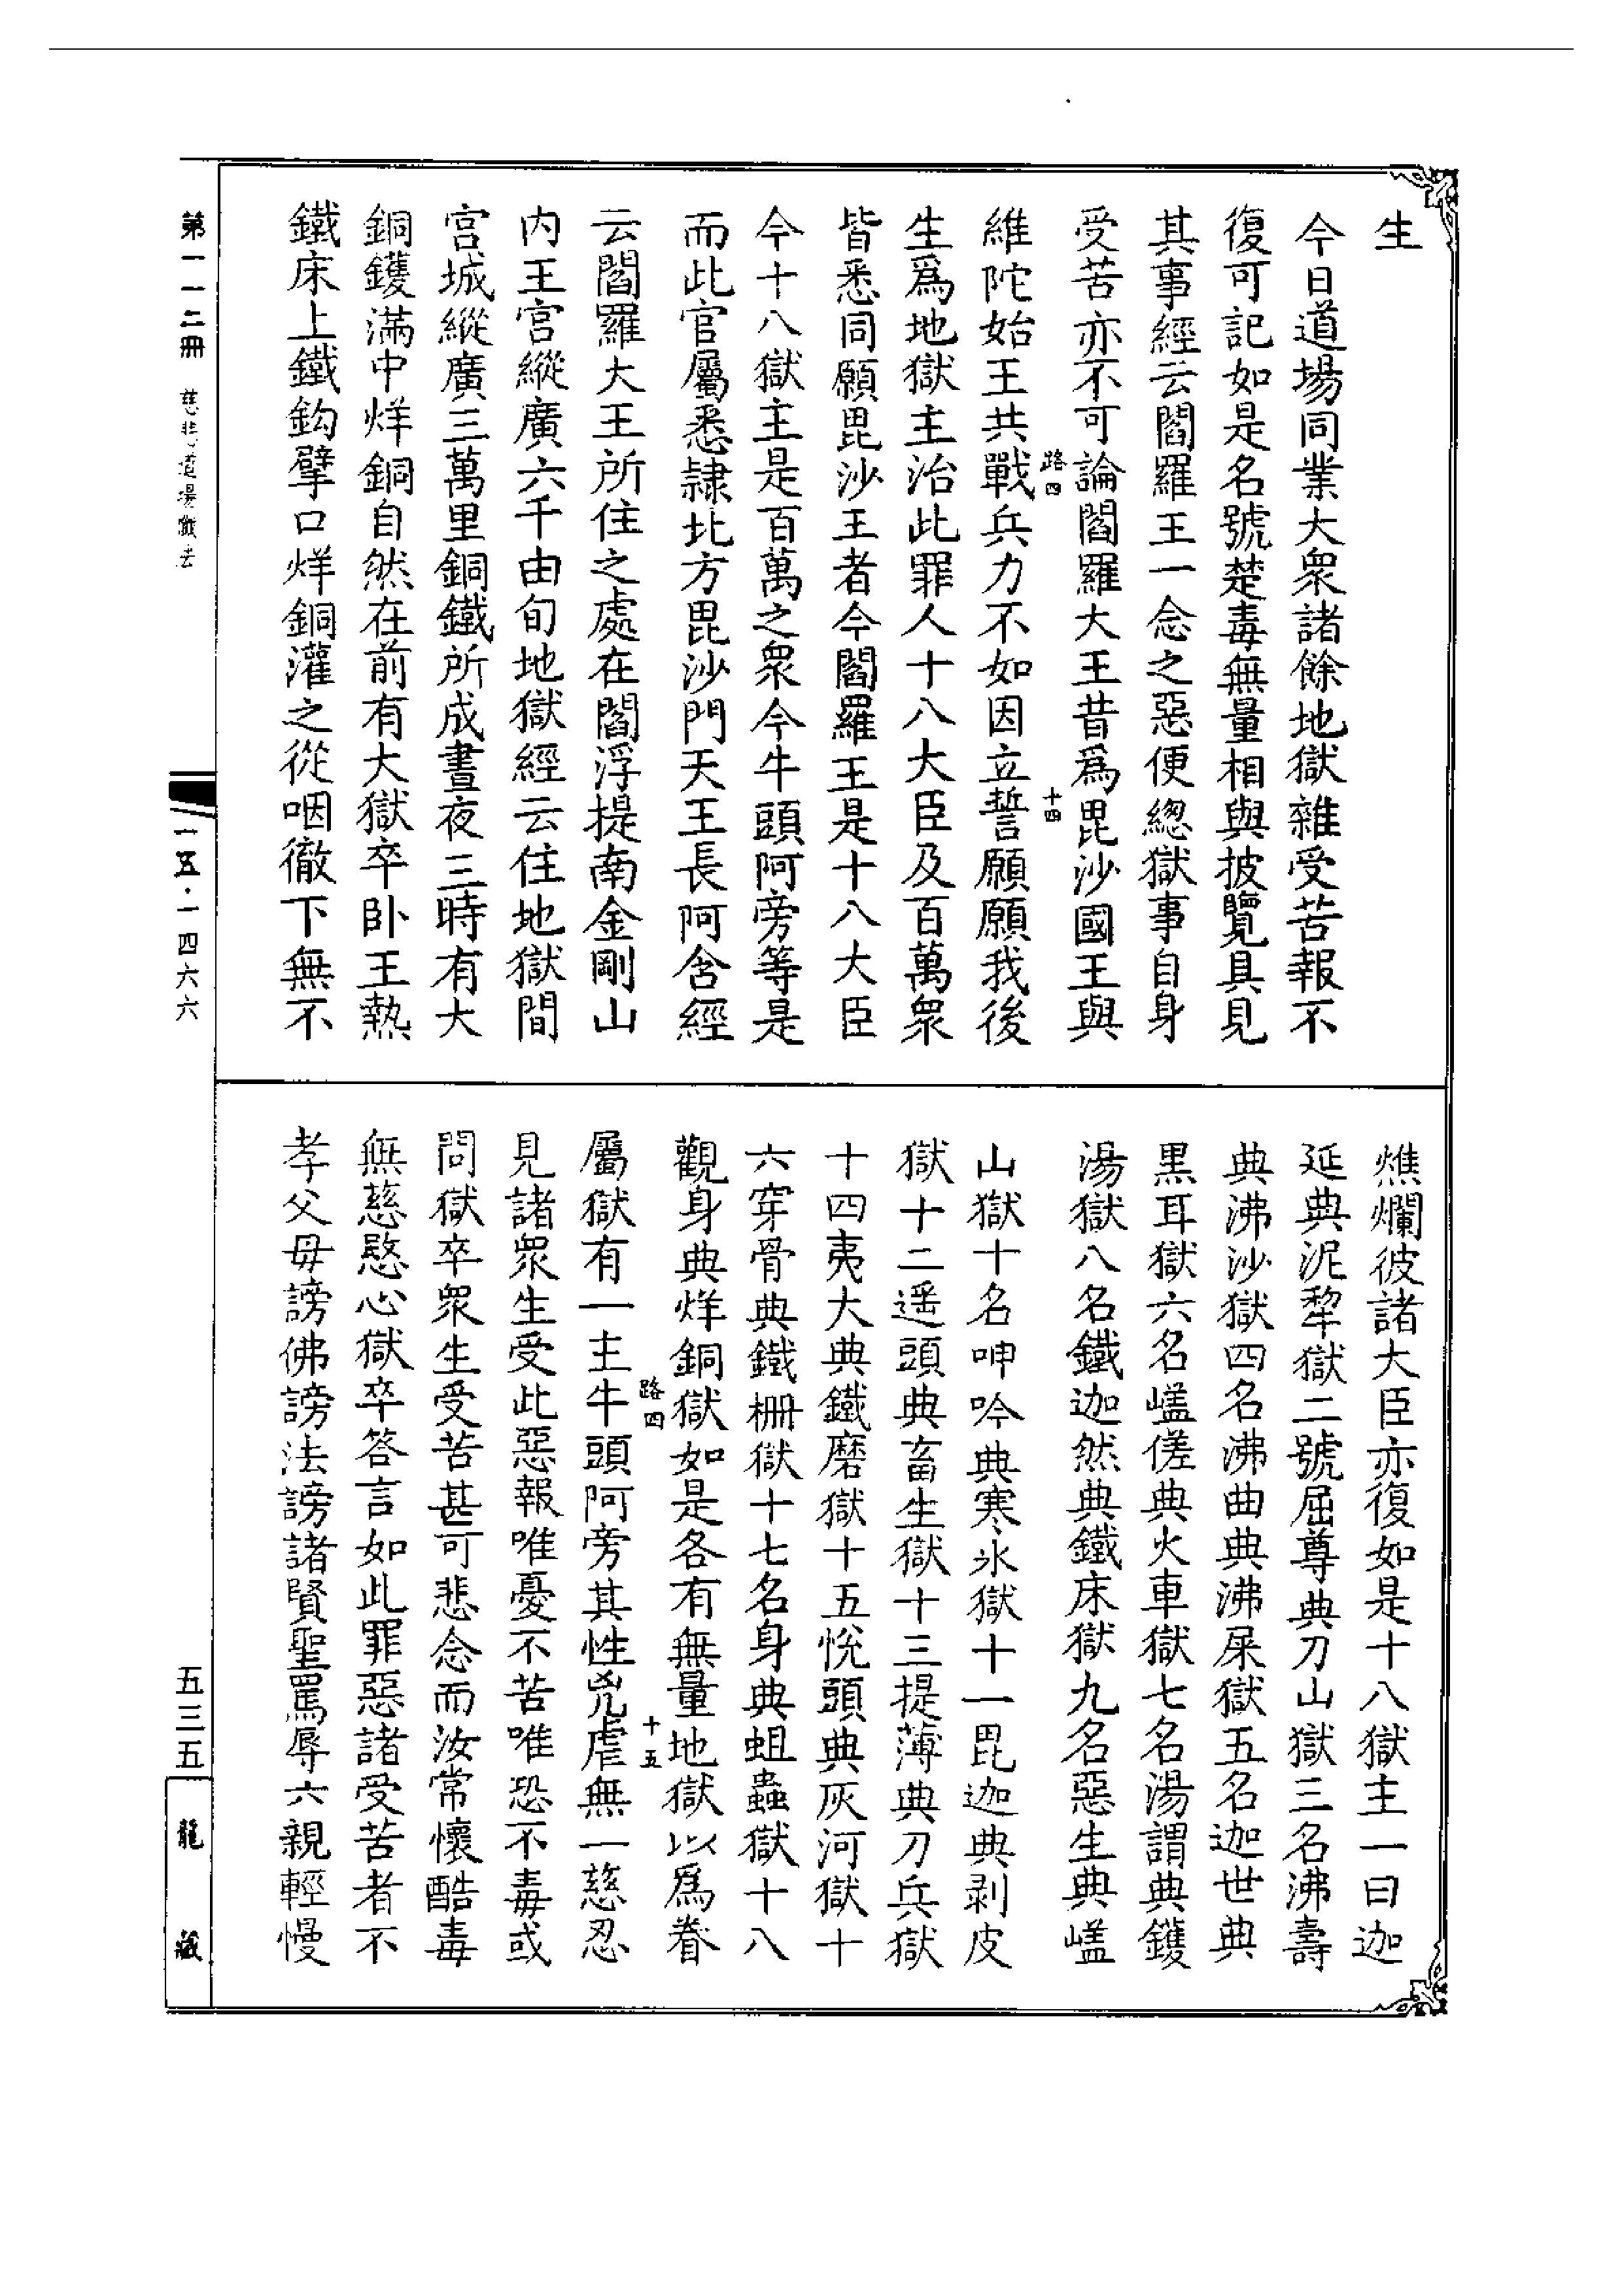 生
今日道場同業大眾諸餘地獄雜受苦報不
復可記如是名號楚毒無量相與披覽具見
其事經云閻羅王一念之惡便總獄事自身
受苦亦不可論閻羅大王昔爲毘沙國王與
路四
十四
維陀始王共戰兵力不如因立誓願願我後
生爲地獄主治此罪人十八大臣及百萬眾
皆悉同願毘沙王者今閻羅王是十八大臣
今十八獄主是百萬之眾今牛頭阿旁等是
而此官屬悉隸北方毘沙門天王長阿含經
云閻羅大王所住之處在閻浮提南金剛山
内王宮縱廣六千由旬地獄經云住地獄間
宮城縱廣三萬里銅鐵所成晝夜三時有大
銅鑊滿中烊銅自然在前有大獄卒卧王熱
鐵床上鐵鈎擘口烊銅灌之從咽徹下無不
燋爛彼諸大臣亦復如是十八獄主一曰迦
延典泥犂獄二號屈尊典刀山獄三名沸壽
典沸沙獄四名沸曲典沸屎獄五名迦世典
黑耳獄六名㠑傞典火車獄七名湯謂典鑊
湯獄八名鐵迦然典鐵床獄九名惡生典㠑
山獄十名呻吟典寒氷獄十一毘迦典剥皮
獄十二遥頭典畜生獄十三提薄典刀兵獄
十四夷大典鐵磨獄十五悅頭典灰河獄十
六穿骨典鐵柵獄十七名身典蛆蟲獄十八
觀身典烊銅獄如是各有無量地獄以爲眷
路四
十五
屬獄有一主牛頭阿旁其性兇虐無一慈忍
見諸眾生受此惡報唯憂不苦唯恐不毒或
問獄卒眾生受苦甚可悲念而汝常懷酷毒
無慈愍心獄卒答言如此罪惡諸受苦者不
孝父母謗佛謗法謗諸賢聖罵辱六親輕慢
第一一二冊 慈悲道場懺法
一五·一四六六
五三五
龍藏